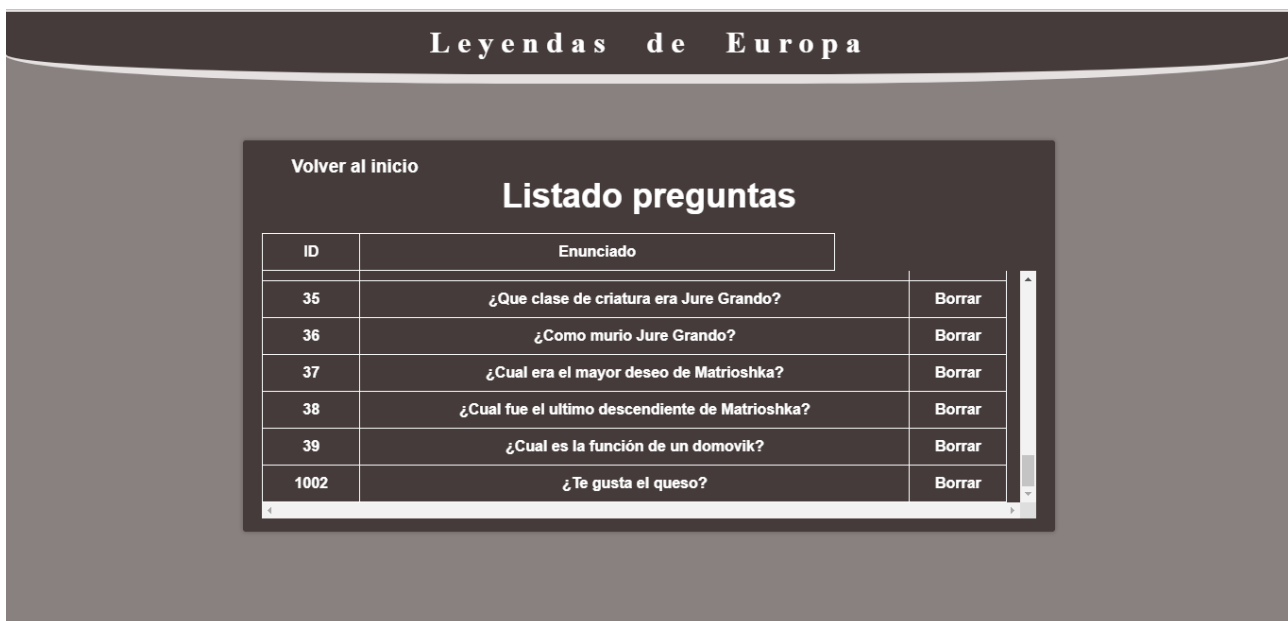 Leyendas de Europa
Volver al inicio
Listado preguntas
ID Enunciado
35 ¿Que clase de criatura era Jure Grando? Borrar
36 ¿Como murio Jure Grando? Borrar
37 ¿Cual era el mayor deseo de Matrioshka? Borrar
38 ¿Cual fue el ultimo descendiente de Matrioshka? Borrar
39 ¿Cual es la función de un domovik? Borrar
1002 ¿Te gusta el queso? Borrar